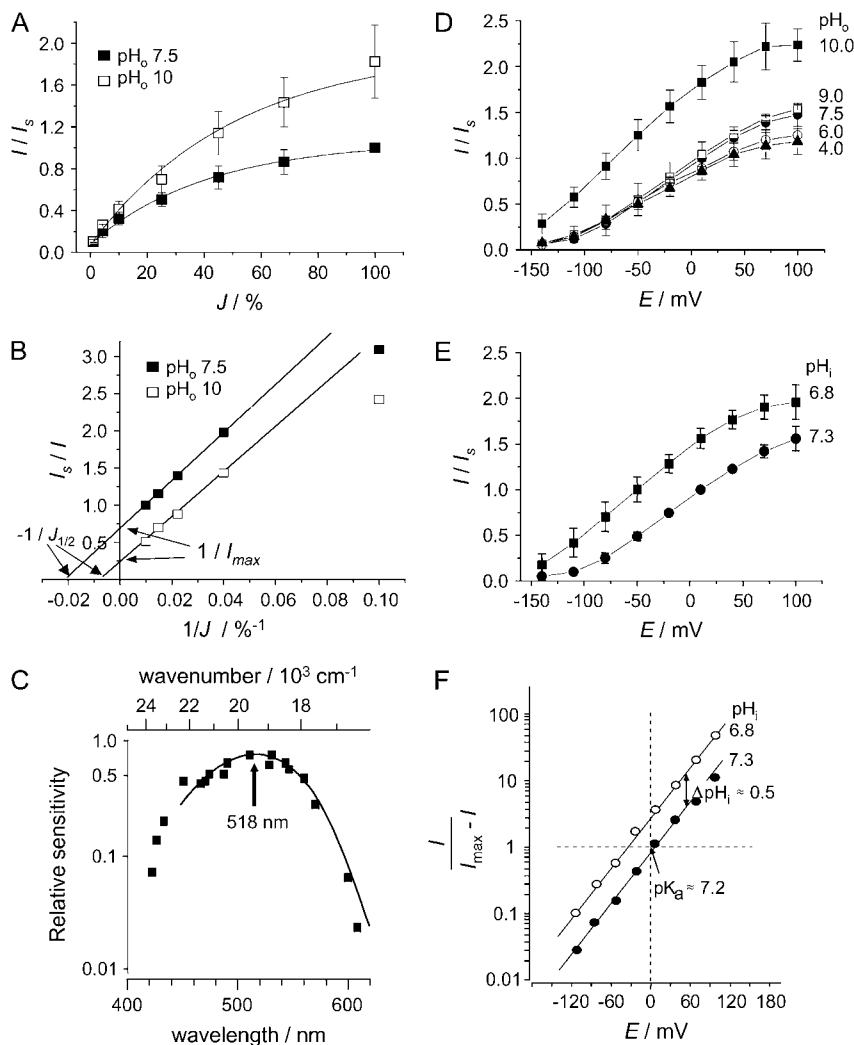 A
2.0
1.6
1.2
0.8
0.4
0.0
I / Is
pHo 7.5
pHo 10
0 20 40 60 80 100
J / %
B
3.0
2.5
2.0
1.5
1.0
0.5
Is / I
pHo 7.5
pHo 10
-1 / J1/2
1 / Imax
-0.02 0.00 0.02 0.04 0.06 0.08 0.10
1/J / %-1
C
wavenumber / 103 cm-1
24 22 20 18
1.0
0.5
0.1
0.01
Relative sensitivity
518 nm
400 500 600
wavelength / nm
D
2.5
2.0
1.5
1.0
0.5
0.0
I / Is
pHo
10.0
9.0
7.5
6.0
4.0
-150 -100 -50 0 50 100
E / mV
E
2.5
2.0
1.5
1.0
0.5
0.0
I / Is
pHi
6.8
7.3
-150 -100 -50 0 50 100
E / mV
F
100
10
1
0.1
0.01
I
Imax - I
pHi
6.8
7.3
ΔpHi ≈ 0.5
pKa ≈ 7.2
-120 -60 0 60 120 180
E / mV